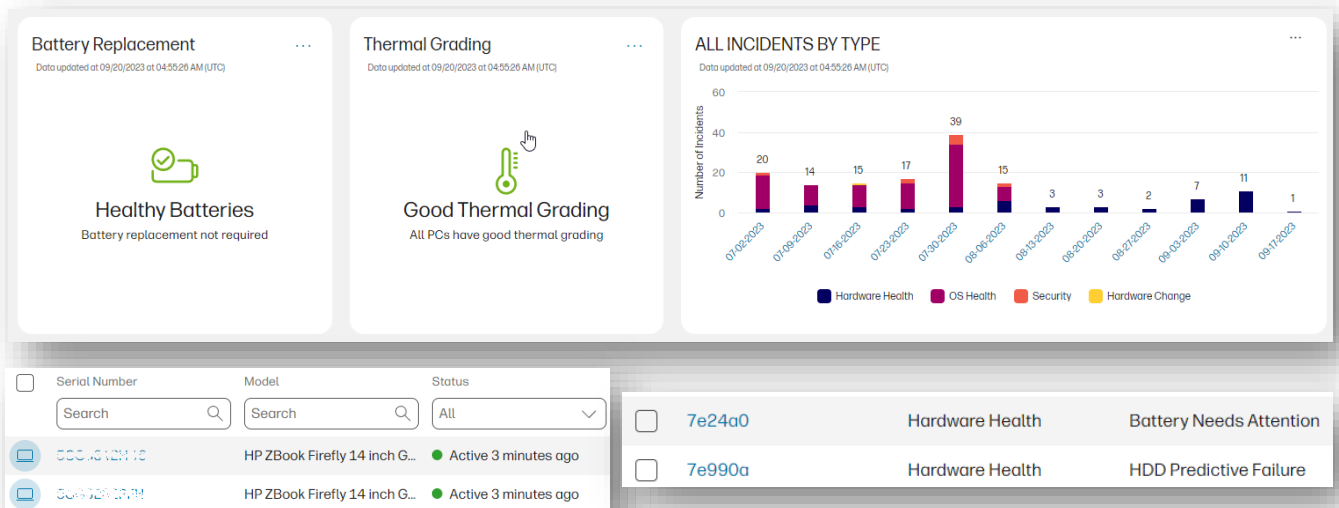 Battery Replacement ...
Data updated at 09/20/2023 at 04:55:26 AM (UTC)
Healthy Batteries
Battery replacement not required
Thermal Grading ...
Data updated at 09/20/2023 at 04:55:26 AM (UTC)
Good Thermal Grading
All PCs have good thermal grading
ALL INCIDENTS BY TYPE ...
Data updated at 09/20/2023 at 04:55:26 AM (UTC)
Number of Incidents
60
40
20
0
20 14 15 17 39 15 3 3 2 7 11 1
07-02-2023 07-09-2023 07-16-2023 07-23-2023 07-30-2023 08-06-2023 08-13-2023 08-20-2023 08-27-2023 09-03-2023 09-10-2023 09-17-2023
Hardware Health OS Health Security Hardware Change
Serial Number Model Status
Search Search All
HP ZBook Firefly 14 inch G... Active 3 minutes ago
HP ZBook Firefly 14 inch G... Active 3 minutes ago
7e24a0 Hardware Health Battery Needs Attention
7e990a Hardware Health HDD Predictive Failure